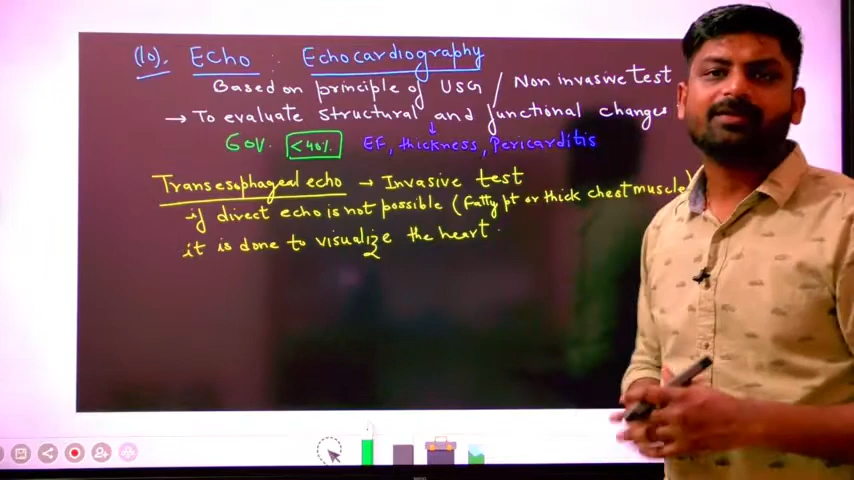 (10). Echo : Echocardiography
Based on principle of USG / Non invasive test
→ To evaluate structural and functional changes
Gov. <40%. EF, thickness, Pericarditis
Transesophageal echo → Invasive test
if direct echo is not possible (Fatty pt or thick chest muscle)
it is done to visualize the heart.